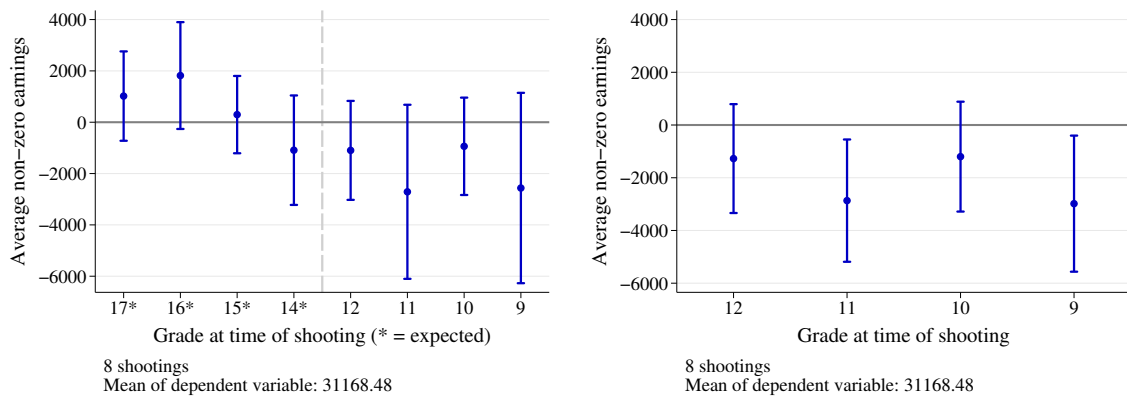 Average non−zero earnings
4000
2000
0
−2000
−4000
−6000
17* 16* 15* 14* 12 11 10 9
Grade at time of shooting (* = expected)
8 shootings
Mean of dependent variable: 31168.48
Average non−zero earnings
4000
2000
0
−2000
−4000
−6000
12 11 10 9
Grade at time of shooting
8 shootings
Mean of dependent variable: 31168.48